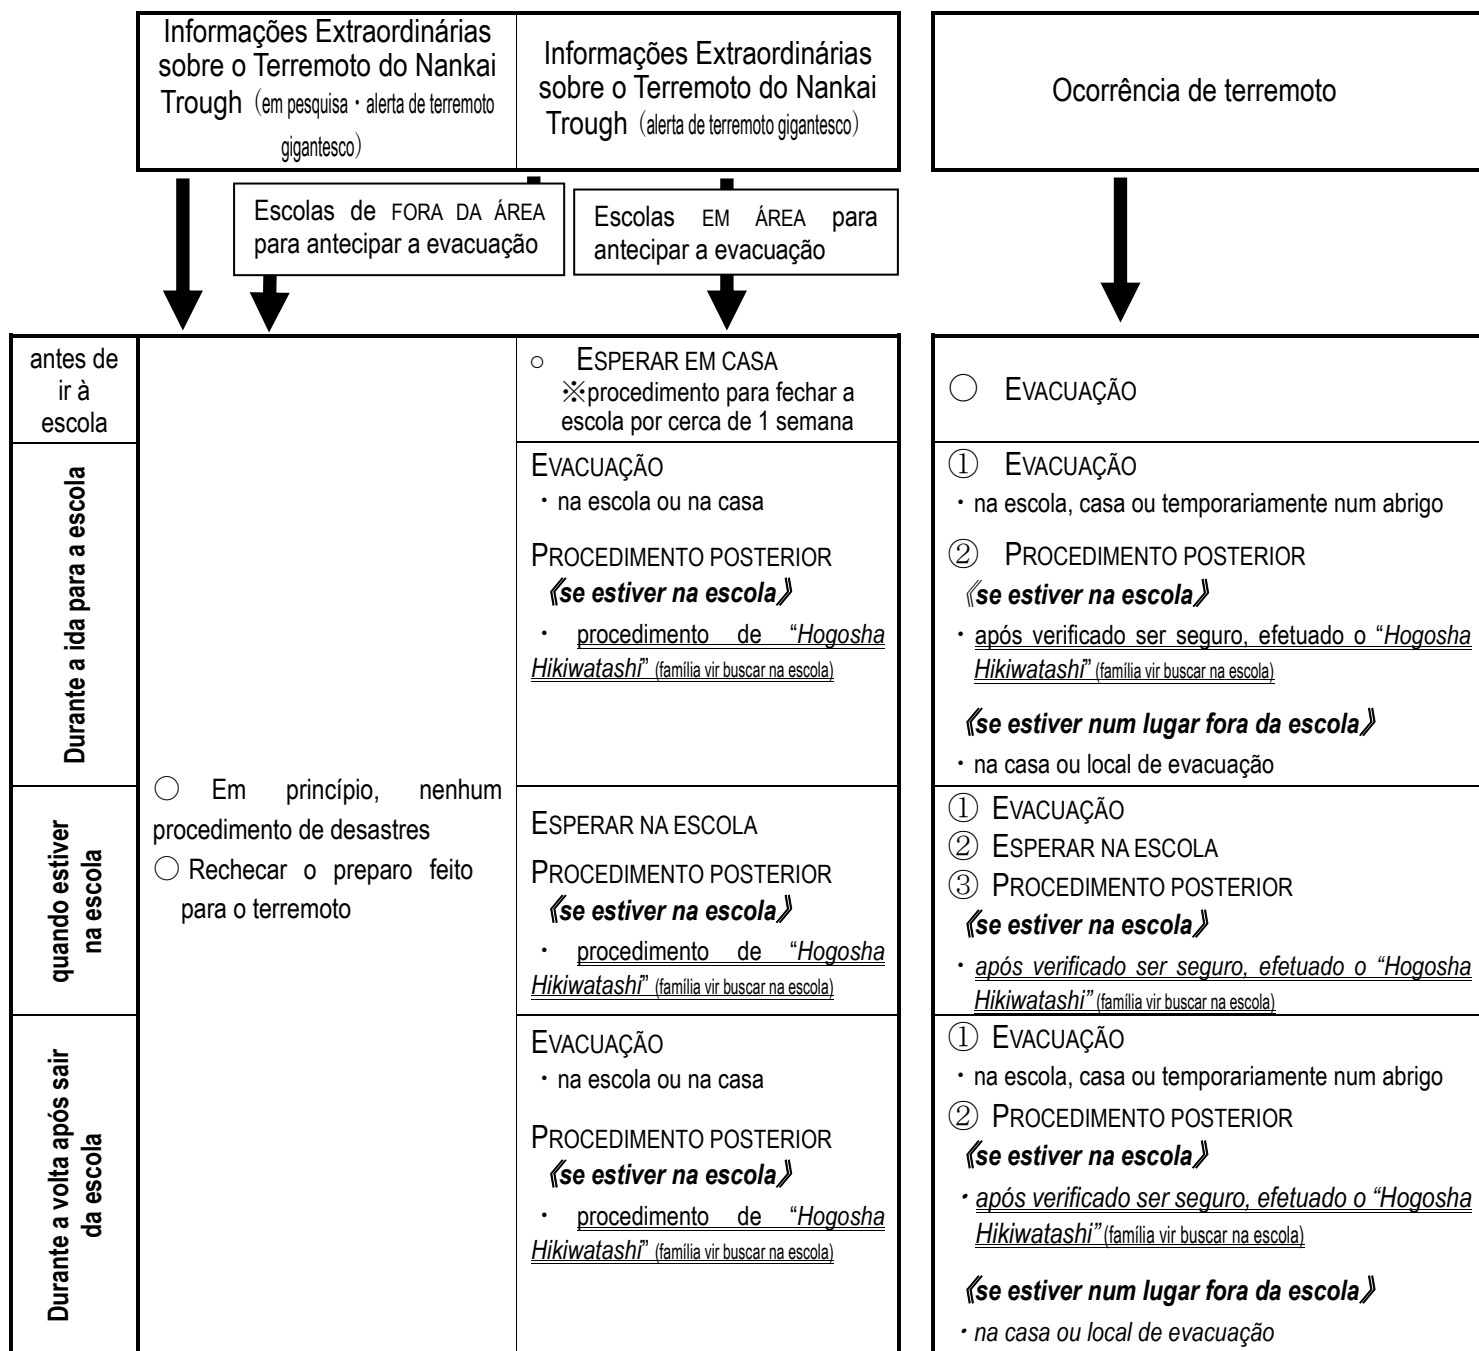 Informações Extraordinárias
sobre o Terremoto do Nankai
Trough（em pesquisa・alerta de terremoto
gigantesco）
Informações Extraordinárias
sobre o Terremoto do Nankai
Trough（alerta de terremoto gigantesco）
Ocorrência de terremoto
Escolas de FORA DA ÁREA
para antecipar a evacuação
Escolas EM ÁREA para
antecipar a evacuação
antes de
ir à
escola
○ ESPERAR EM CASA
※procedimento para fechar a
escola por cerca de 1 semana
○ EVACUAÇÃO
Durante a ida para a escola
EVACUAÇÃO
・na escola ou na casa
PROCEDIMENTO POSTERIOR
《se estiver na escola》
・ procedimento de “Hogosha
Hikiwatashi” (família vir buscar na escola)
① EVACUAÇÃO
・na escola, casa ou temporariamente num abrigo
② PROCEDIMENTO POSTERIOR
《se estiver na escola》
・após verificado ser seguro, efetuado o “Hogosha
Hikiwatashi” (família vir buscar na escola)
《se estiver num lugar fora da escola》
・na casa ou local de evacuação
○ Em princípio, nenhum
procedimento de desastres
○ Rechecar o preparo feito
para o terremoto
quando estiver
na escola
ESPERAR NA ESCOLA
PROCEDIMENTO POSTERIOR
《se estiver na escola》
・ procedimento de “Hogosha
Hikiwatashi” (família vir buscar na escola)
① EVACUAÇÃO
② ESPERAR NA ESCOLA
③ PROCEDIMENTO POSTERIOR
《se estiver na escola》
・após verificado ser seguro, efetuado o “Hogosha
Hikiwatashi” (família vir buscar na escola)
Durante a volta após sair
da escola
EVACUAÇÃO
・na escola ou na casa
PROCEDIMENTO POSTERIOR
《se estiver na escola》
・ procedimento de “Hogosha
Hikiwatashi” (família vir buscar na escola)
① EVACUAÇÃO
・na escola, casa ou temporariamente num abrigo
② PROCEDIMENTO POSTERIOR
《se estiver na escola》
・após verificado ser seguro, efetuado o “Hogosha
Hikiwatashi” (família vir buscar na escola)
《se estiver num lugar fora da escola》
・na casa ou local de evacuação